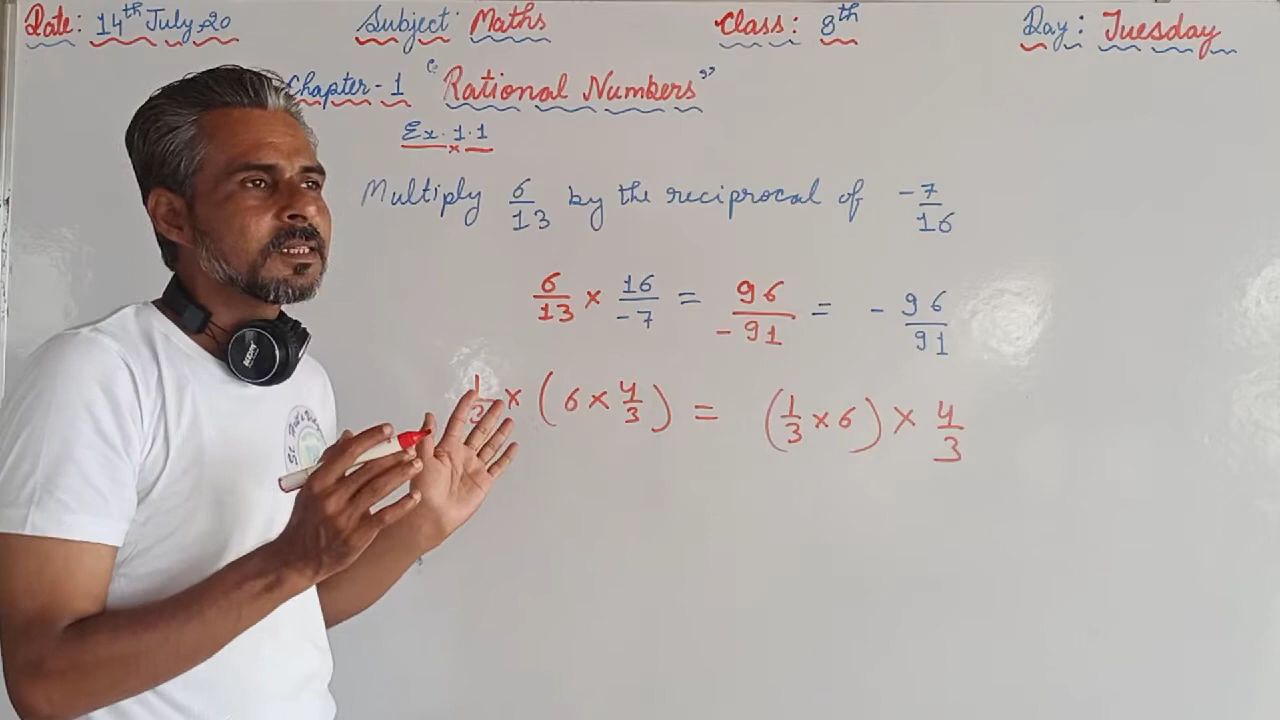 Date: 14th July 20 Subject: Maths Class: 8th Day: Tuesday
Chapter - 1 "Rational Numbers"
Ex. 1.1
Multiply 6/13 by the reciprocal of -7/16
6/13 × 16/-7 = 96/-91 = -96/91
1/3 × (6 × 4/3) = (1/3 × 6) × 4/3